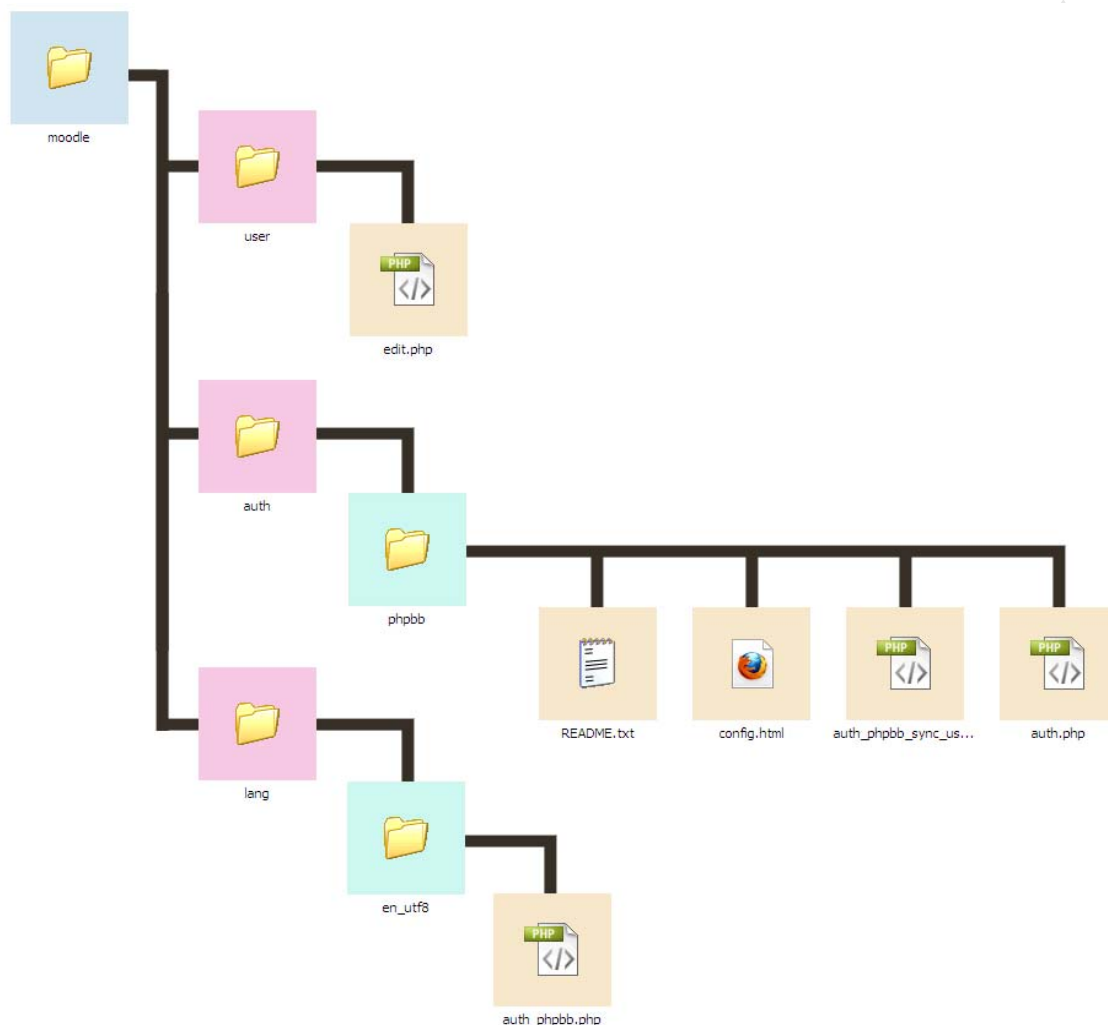 moodle
user
PHP
edit.php
auth
phpbb
PHP
PHP
README.txt
config.html
auth_phpbb_sync_us...
auth.php
lang
en_utf8
PHP
auth_phpbb.php